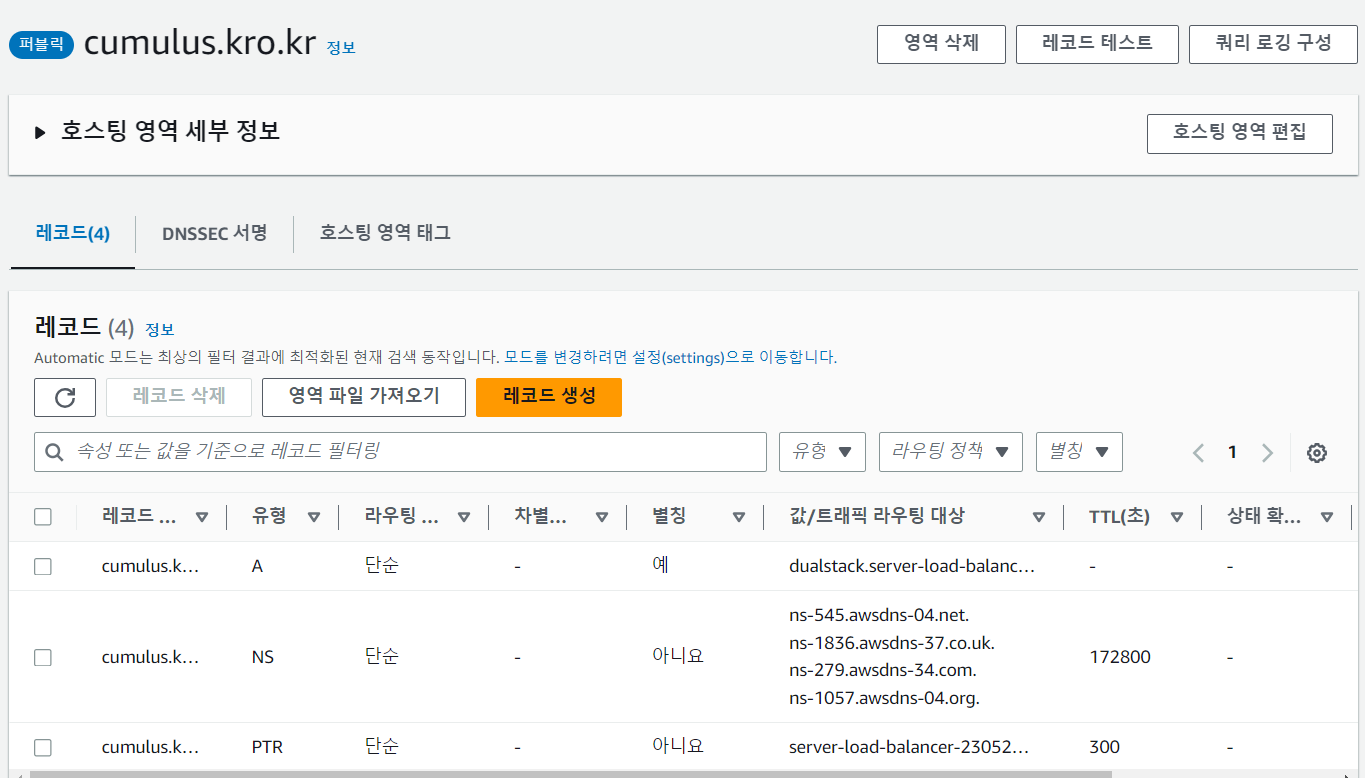 퍼블릭 cumulus.kro.kr 정보
영역 삭제 레코드 테스트 쿼리 로깅 구성
호스팅 영역 세부 정보 호스팅 영역 편집
레코드(4) DNSSEC 서명 호스팅 영역 태그
레코드 (4) 정보
Automatic 모드는 최상의 필터 결과에 최적화된 현재 검색 동작입니다. 모드를 변경하려면 설정(settings)으로 이동합니다.
레코드 삭제 영역 파일 가져오기 레코드 생성
속성 또는 값을 기준으로 레코드 필터링 유형 라우팅 정책 별칭 1
레코드 ... 유형 라우팅 ... 차별... 별칭 값/트래픽 라우팅 대상 TTL(초) 상태 확...
cumulus.k... A 단순 - 예 dualstack.server-load-balanc... - -
ns-545.awsdns-04.net.
ns-1836.awsdns-37.co.uk.
cumulus.k... NS 단순 - 아니요 172800 -
ns-279.awsdns-34.com.
ns-1057.awsdns-04.org.
cumulus.k... PTR 단순 - 아니요 server-load-balancer-23052... 300 -